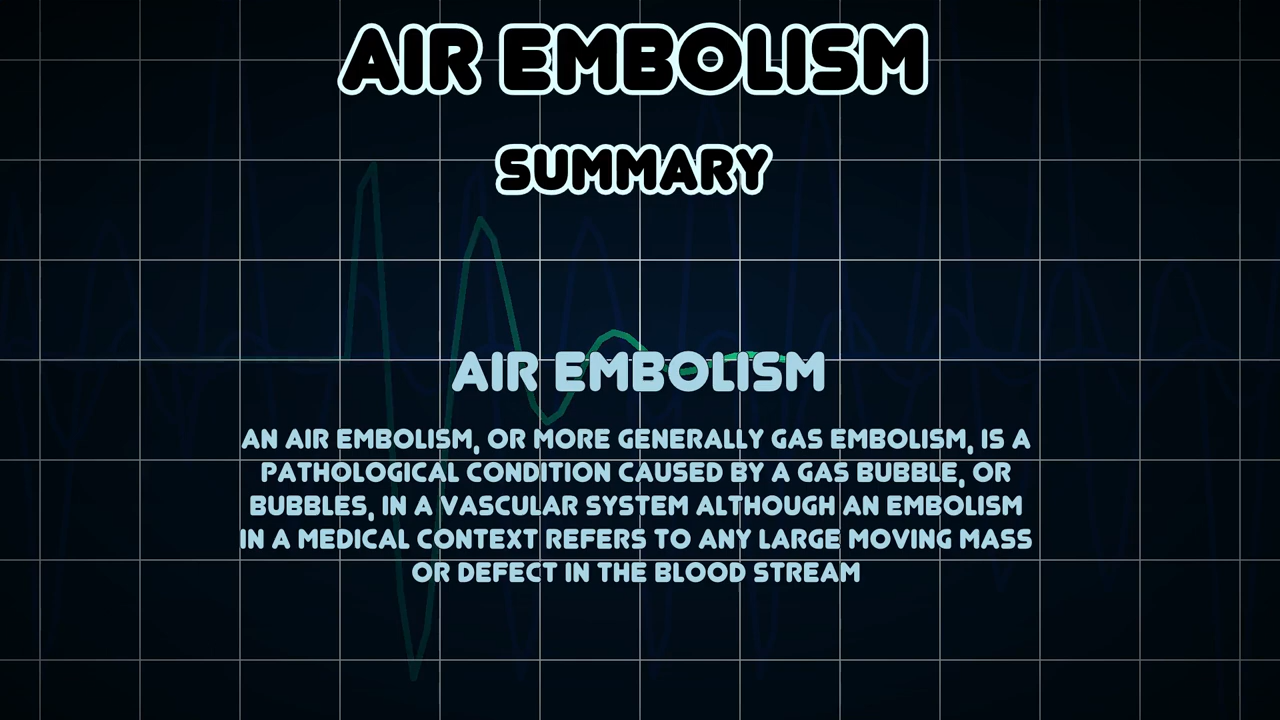 AIR EMBOLISM
SUMMARY
AIR EMBOLISM
AN AIR EMBOLISM, OR MORE GENERALLY GAS EMBOLISM, IS A
PATHOLOGICAL CONDITION CAUSED BY A GAS BUBBLE, OR
BUBBLES, IN A VASCULAR SYSTEM ALTHOUGH AN EMBOLISM
IN A MEDICAL CONTEXT REFERS TO ANY LARGE MOVING MASS
OR DEFECT IN THE BLOOD STREAM